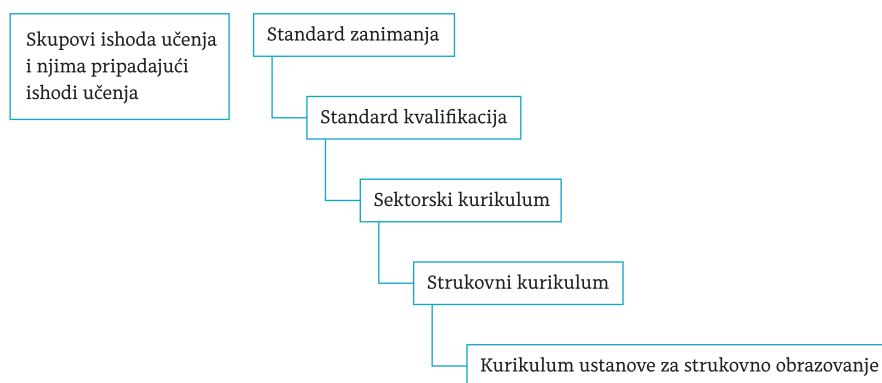 Skupovi ishoda učenja
i njima pripadajući
ishodi učenja
Standard zanimanja
Standard kvalifikacija
Sektorski kurikulum
Strukovni kurikulum
Kurikulum ustanove za strukovno obrazovanje